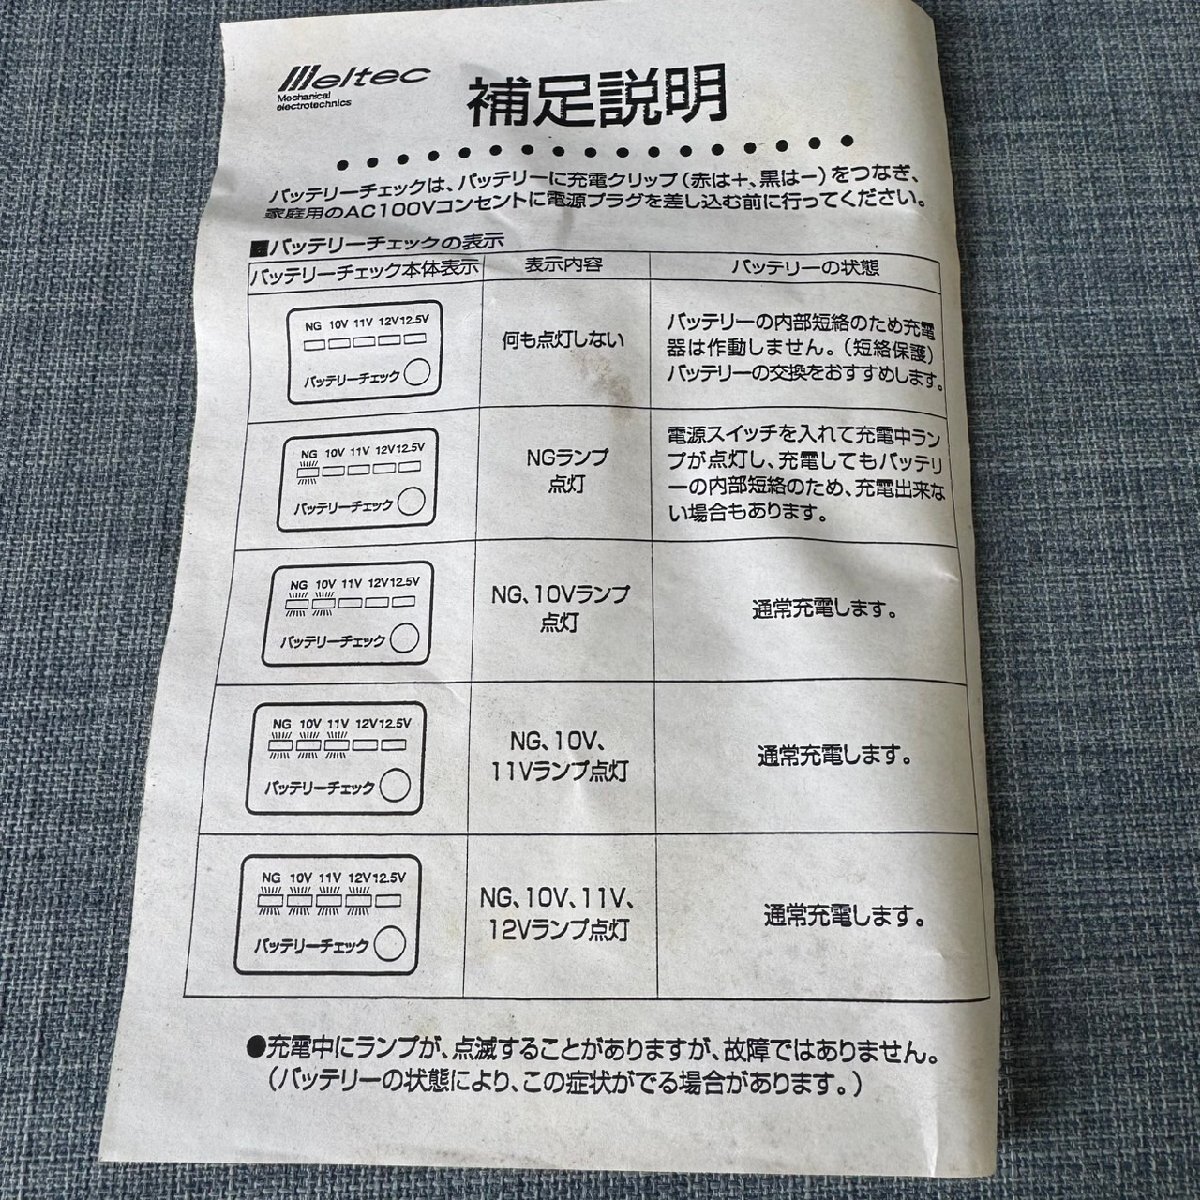 Meltec
Mechanical
electrotechnics
補足説明
バッテリーチェックは、バッテリーに充電クリップ(赤は+、黒は−)をつなぎ、
家庭用のAC100Vコンセントに電源プラグを差し込む前に行ってください。
■バッテリーチェックの表示
バッテリーチェック本体表示 表示内容 バッテリーの状態
NG 10V 11V 12V 12.5V
バッテリーチェック
何も点灯しない
バッテリーの内部短絡のため充電
器は作動しません。(短絡保護)
バッテリーの交換をおすすめします。
NG 10V 11V 12V 12.5V
バッテリーチェック
NGランプ
点灯
電源スイッチを入れて充電中ラン
プが点灯し、充電してもバッテリ
ーの内部短絡のため、充電出来な
い場合もあります。
NG 10V 11V 12V 12.5V
バッテリーチェック
NG、10Vランプ
点灯
通常充電します。
NG 10V 11V 12V 12.5V
バッテリーチェック
NG、10V、
11Vランプ点灯
通常充電します。
NG 10V 11V 12V 12.5V
バッテリーチェック
NG、10V、11V、
12Vランプ点灯
通常充電します。
●充電中にランプが、点滅することがありますが、故障ではありません。
(バッテリーの状態により、この症状がでる場合があります。)